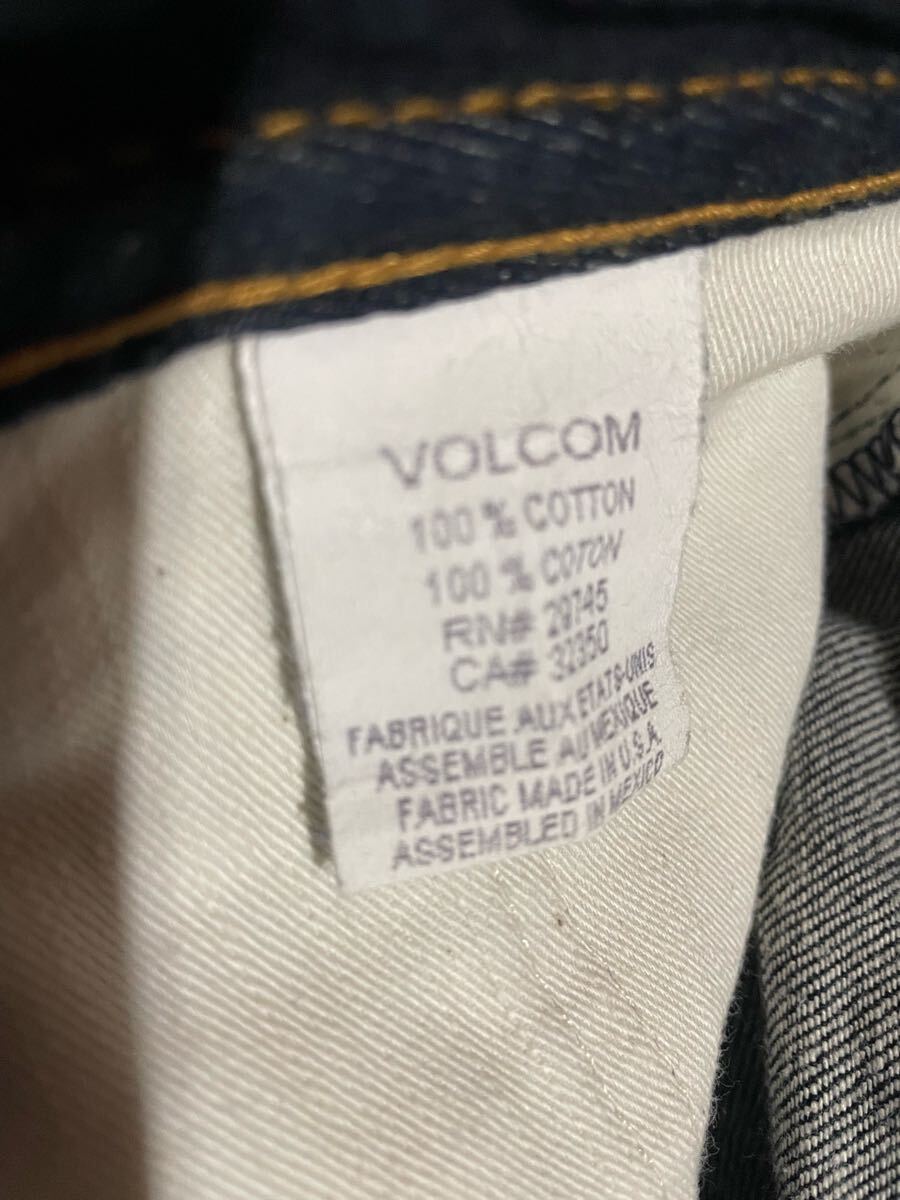 VOLCOM
100 % COTTON
100 % COTON
RN# 29745
CA# 32350
FABRIQUE AUX ETATS-UNIS
ASSEMBLE AU MEXIQUE
FABRIC MADE IN U.S.A
ASSEMBLED IN MEXICO